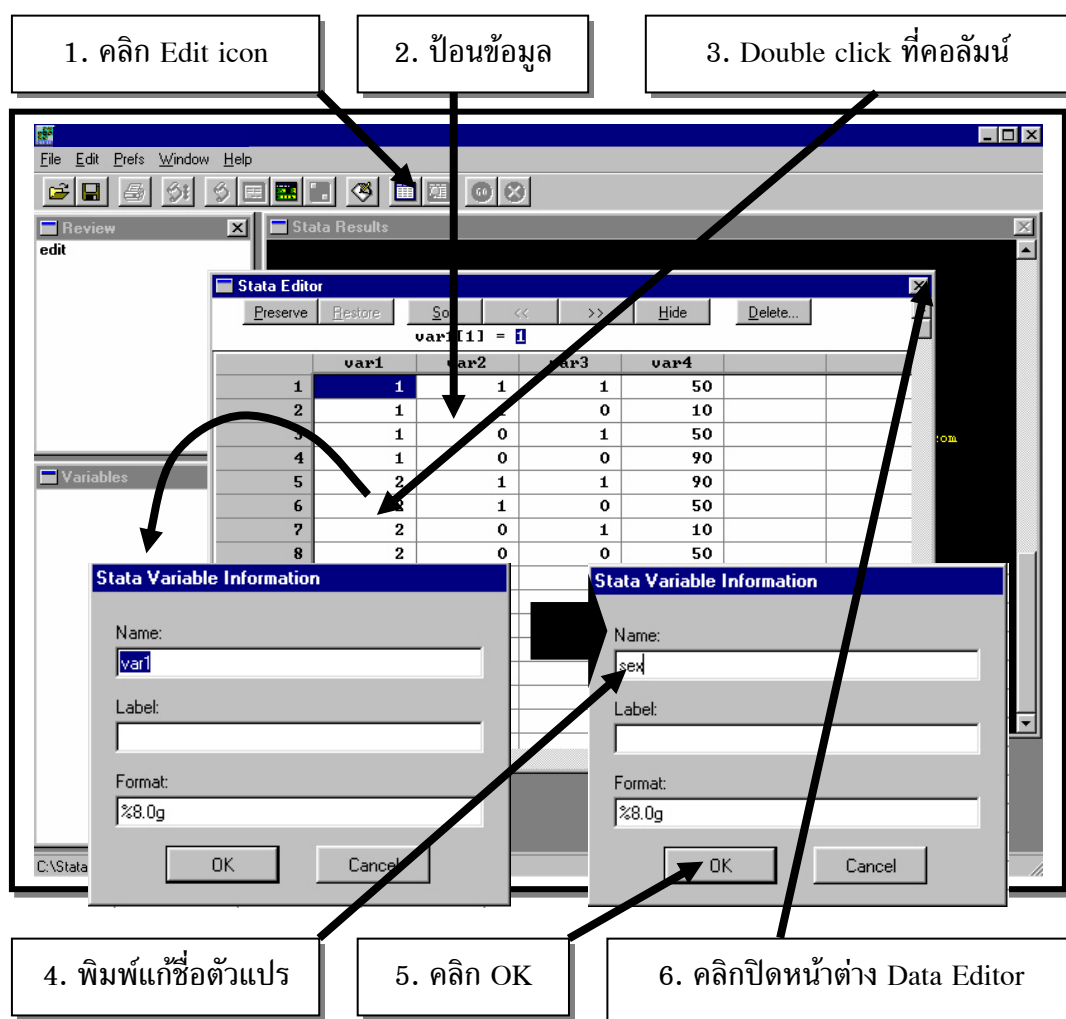 1. คลิก Edit icon
2. ป้อนข้อมูล
3. Double click ที่คอลัมน์
File Edit Prefs Window Help
GO
Review
Stata Results
edit
Stata Editor
Preserve Restore So << >> Hide Delete...
var1[1] = 1
var1 var2 var3 var4
1 1 1 1 50
2 1 0 10
3 1 0 1 50
com
4 1 0 0 90
Variables
5 2 1 1 90
6 2 1 0 50
7 2 0 1 10
8 2 0 0 50
Stata Variable Information
Name:
var1
Label:
Format:
%8.0g
OK Cancel
Stata Variable Information
Name:
sex
Label:
Format:
%8.0g
OK Cancel
C:\Stata
4. พิมพ์แก้ชื่อตัวแปร
5. คลิก OK
6. คลิกปิดหน้าต่าง Data Editor